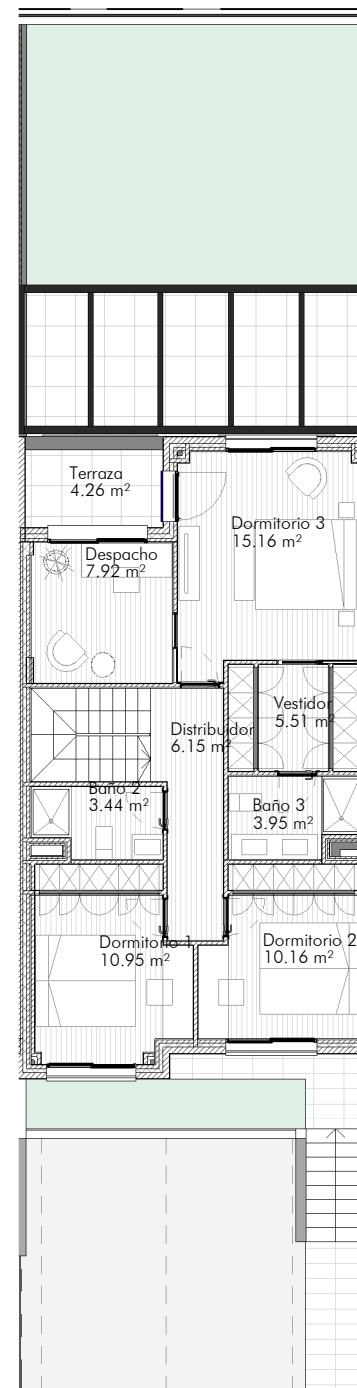 Terraza
4.26 m²
Dormitorio 3
15.16 m²
Despacho
7.92 m²
Vestidor
5.51 m²
Distribuidor
6.15 m²
Baño 2
3.44 m²
Baño 3
3.95 m²
Dormitorio 1
10.95 m²
Dormitorio 2
10.16 m²